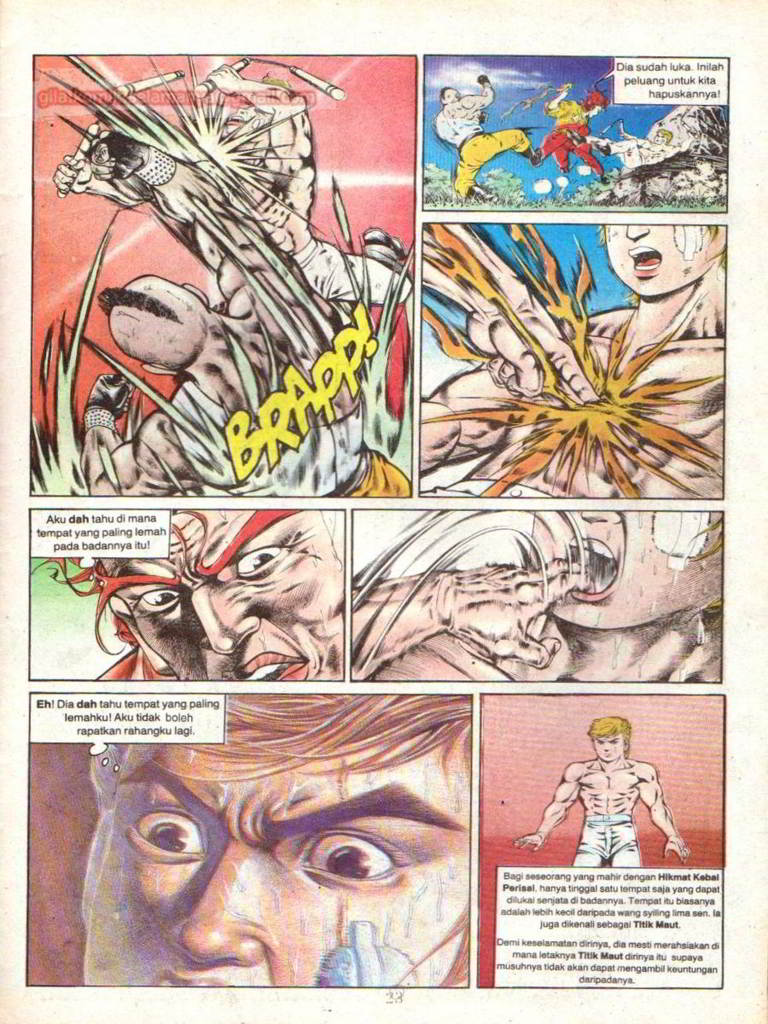 Dia sudah luka. Inilah
peluang untuk kita
hapuskannya!
BRAPP!
Aku dah tahu di mana
tempat yang paling lemah
pada badannya itu!
Eh! Dia dah tahu tempat yang paling
lemahku! Aku tidak boleh
rapatkan rahangku lagi.
Bagi seseorang yang mahir dengan Hikmat Kebal
Perisai, hanya tinggal satu tempat saja yang dapat
dilukai senjata di badannya. Tempat itu biasanya
adalah lebih kecil daripada wang syiling lima sen. Ia
juga dikenali sebagai Titik Maut.
Demi keselamatan dirinya, dia mesti merahsiakan di
mana letaknya Titik Maut dirinya itu supaya
musuhnya tidak akan dapat mengambil keuntungan
daripadanya.